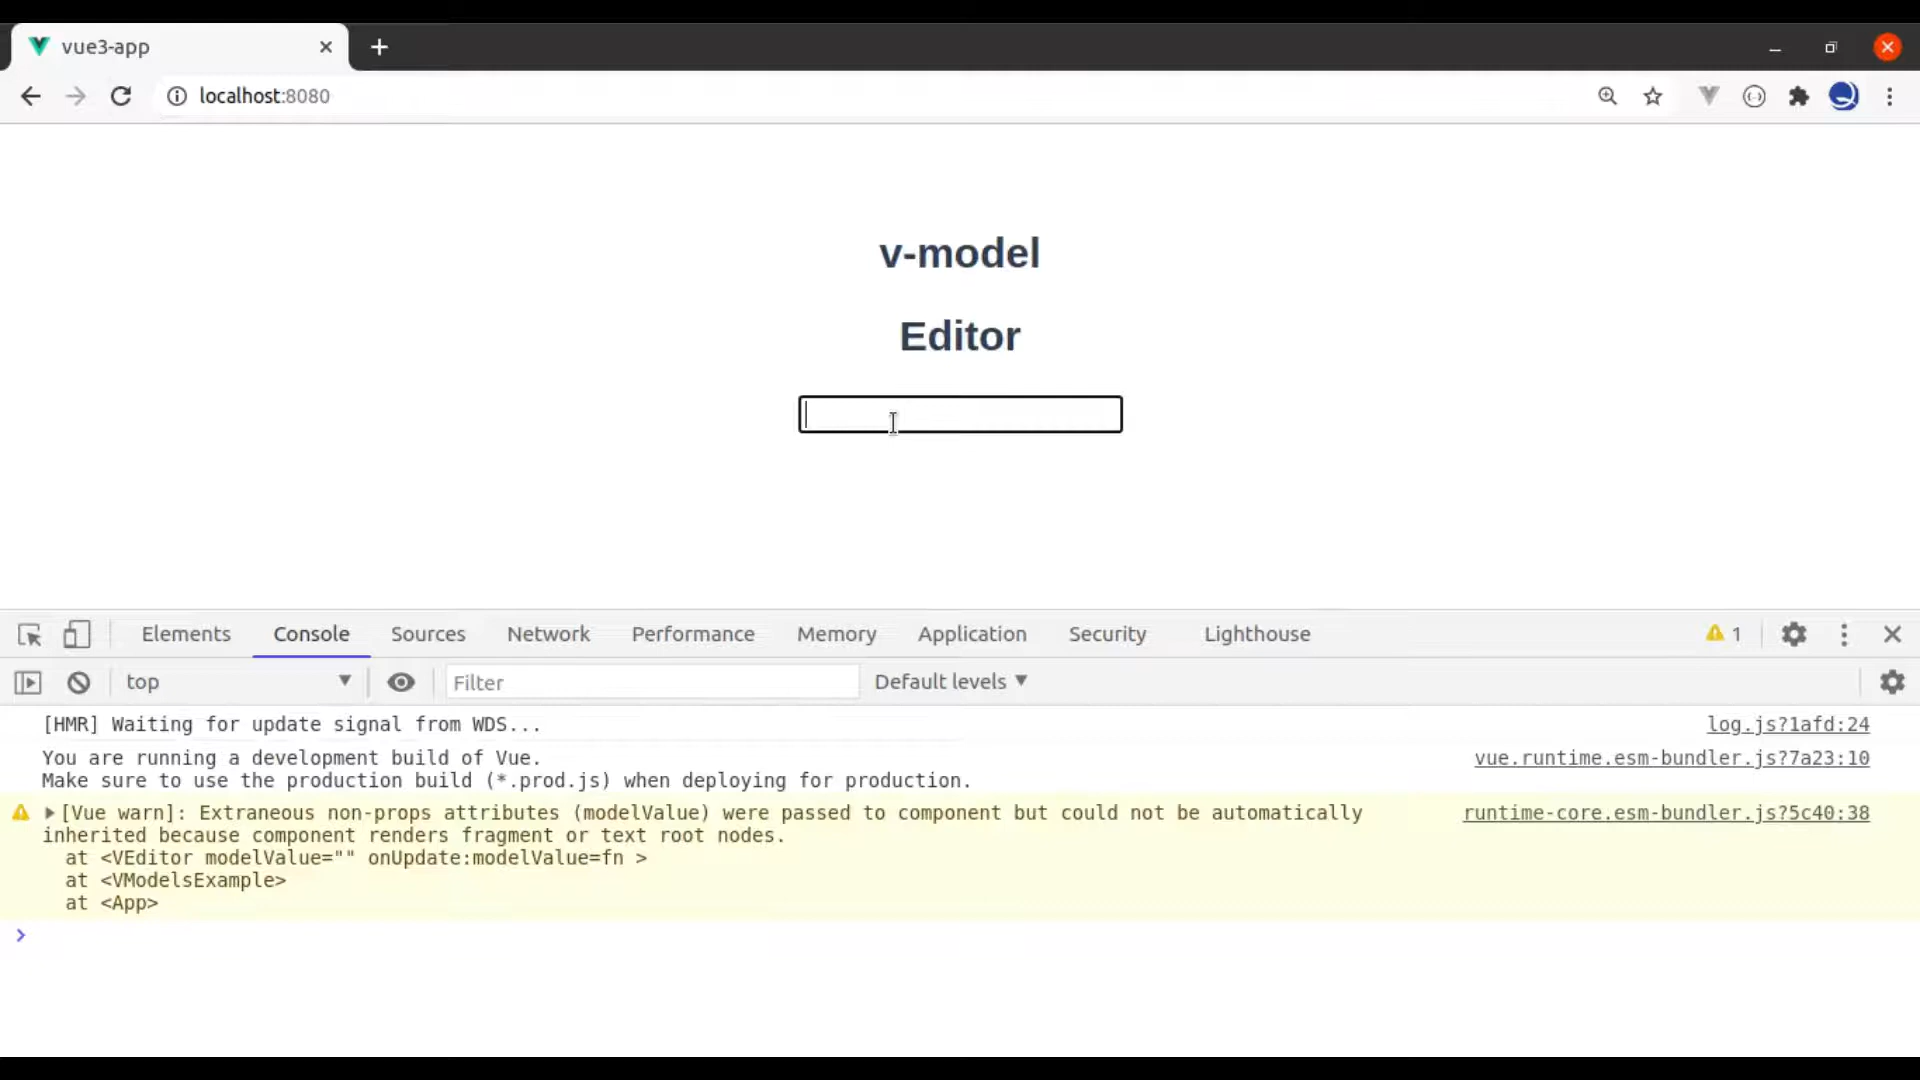 vue3-app
localhost:8080
v-model
Editor
Elements Console Sources Network Performance Memory Application Security Lighthouse 1
top Filter Default levels
[HMR] Waiting for update signal from WDS... log.js?1afd:24
You are running a development build of Vue. vue.runtime.esm-bundler.js?7a23:10
Make sure to use the production build (*.prod.js) when deploying for production.
[Vue warn]: Extraneous non-props attributes (modelValue) were passed to component but could not be automatically runtime-core.esm-bundler.js?5c40:38
inherited because component renders fragment or text root nodes.
at <VEditor modelValue="" onUpdate:modelValue=fn >
at <VModelsExample>
at <App>